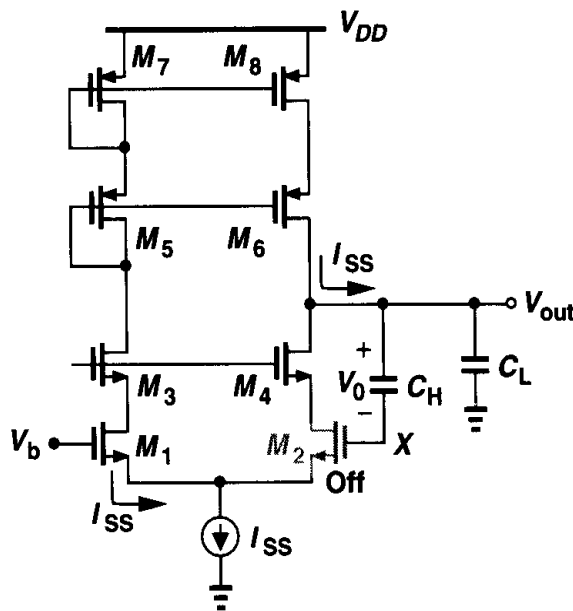 V_DD
M_7
M_8
M_5
M_6
I_SS
V_out
M_3
M_4
+
V_0
C_H
C_L
−
V_b
M_1
M_2
X
Off
I_SS
I_SS